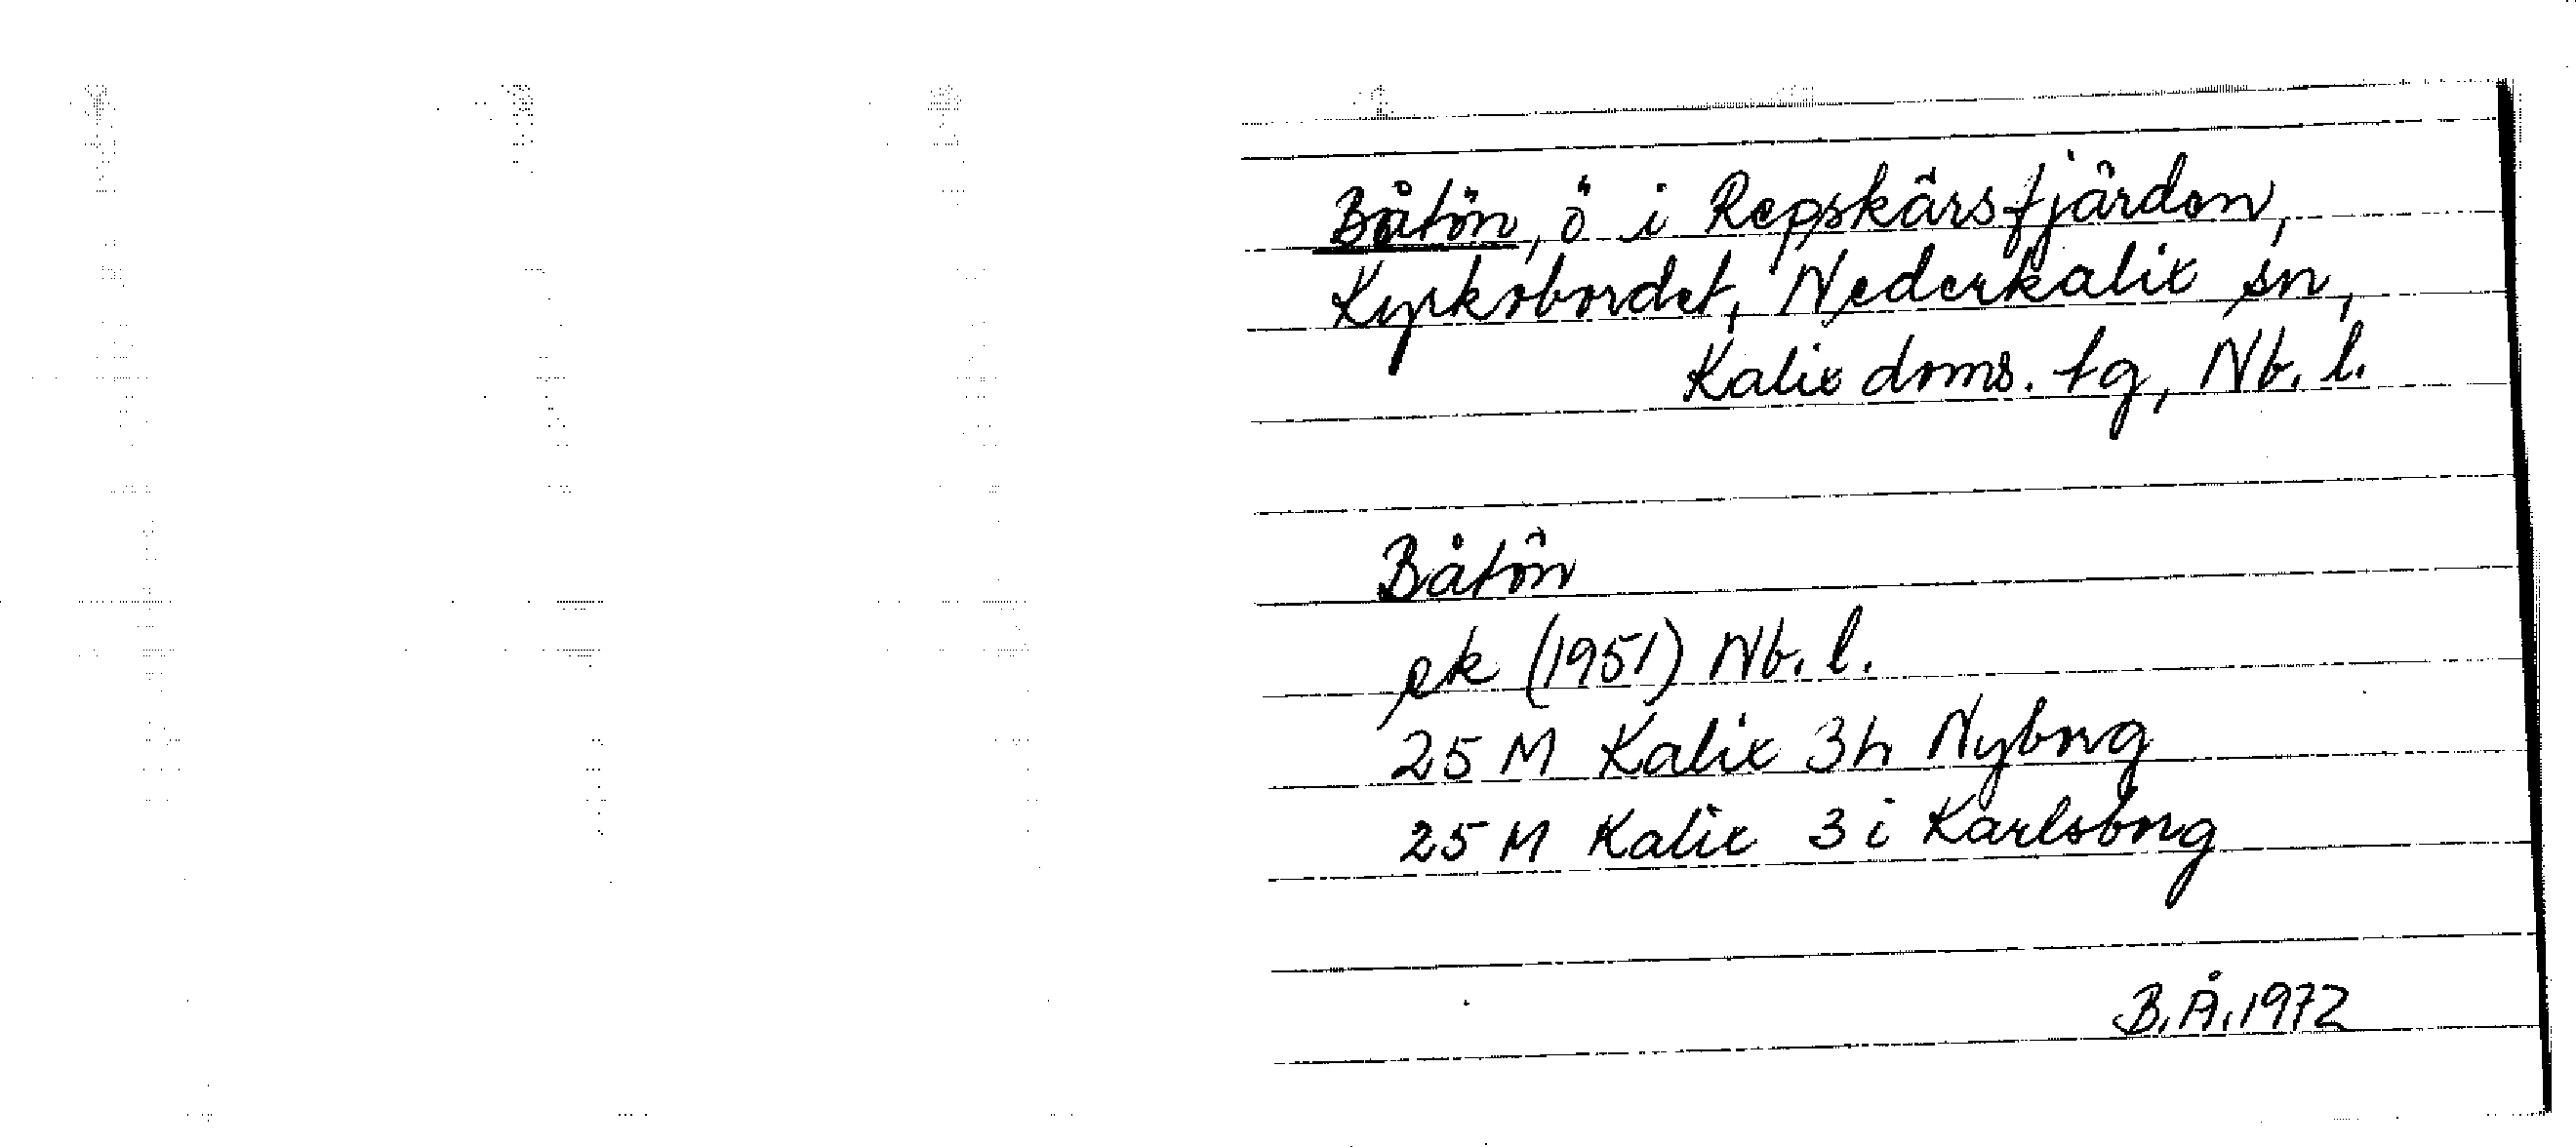 Båtön, ö i Repskärsfjärden,
Kyrkobordet, Nederkalix sn,
Kalix doms. tg, Nb. l.
Båtön
ek (1951) Nb. l.
25 M Kalix 3h Nyborg
25 M Kalix 3i Karlsborg
B.Å. 1972